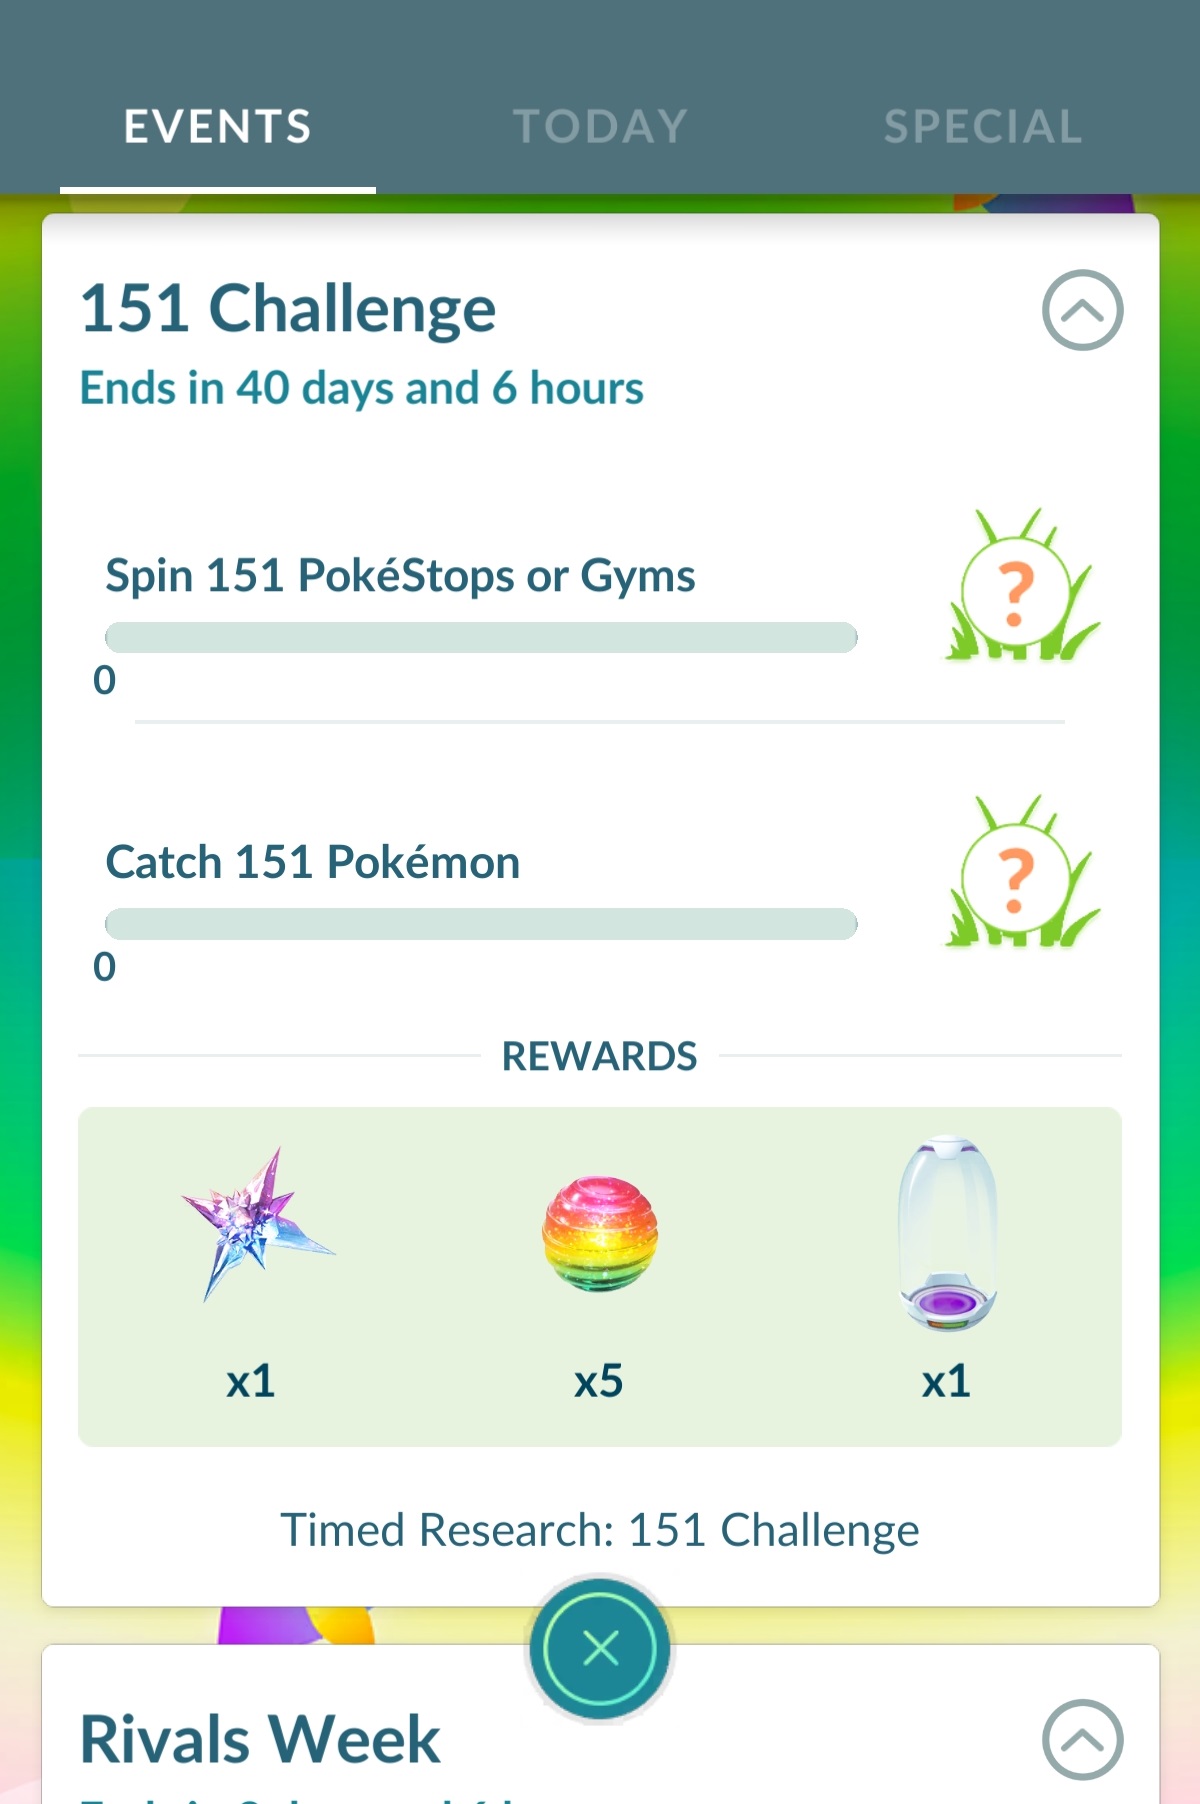 EVENTS TODAY SPECIAL
151 Challenge
Ends in 40 days and 6 hours
Spin 151 PokéStops or Gyms
?
0
Catch 151 Pokémon
?
0
REWARDS
x1 x5 x1
Timed Research: 151 Challenge
Rivals Week